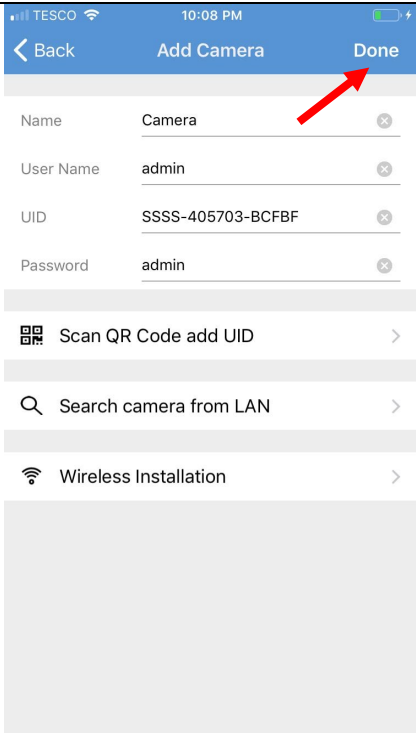 TESCO 10:08 PM
Back Add Camera Done
Name Camera
User Name admin
UID SSSS-405703-BCFBF
Password admin
Scan QR Code add UID
Search camera from LAN
Wireless Installation